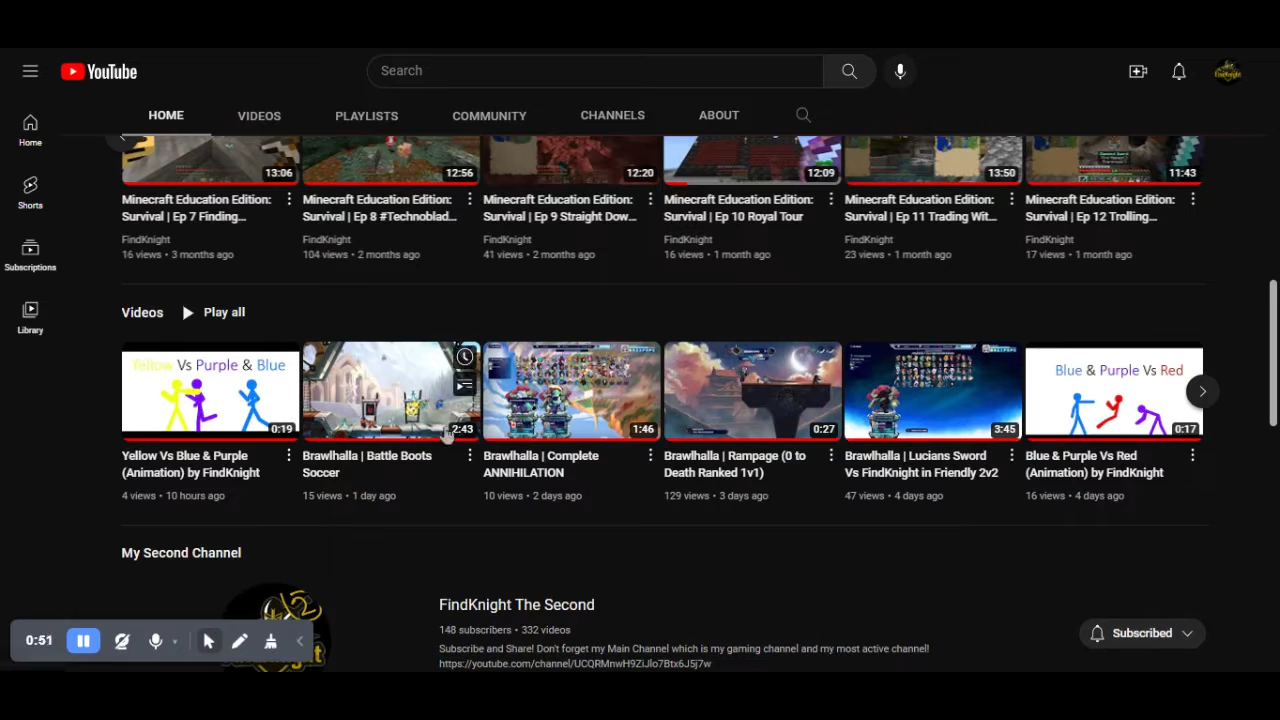 YouTube
Search
HOME VIDEOS PLAYLISTS COMMUNITY CHANNELS ABOUT
Home
Shorts
Subscriptions
Library
13:06 12:56 12:20 12:09 13:50 11:43
Minecraft Education Edition: Minecraft Education Edition: Minecraft Education Edition: Minecraft Education Edition: Minecraft Education Edition: Minecraft Education Edition:
Survival | Ep 7 Finding... Survival | Ep 8 #Technoblad... Survival | Ep 9 Straight Dow... Survival | Ep 10 Royal Tour Survival | Ep 11 Trading Wit... Survival | Ep 12 Trolling...
FindKnight FindKnight FindKnight FindKnight FindKnight FindKnight
16 views • 3 months ago 104 views • 2 months ago 41 views • 2 months ago 16 views • 1 month ago 23 views • 1 month ago 17 views • 1 month ago
Videos Play all
Yellow Vs Purple & Blue
Blue & Purple Vs Red
0:19 2:43 1:46 0:27 3:45 0:17
Yellow Vs Blue & Purple Brawlhalla | Battle Boots Brawlhalla | Complete Brawlhalla | Rampage (0 to Brawlhalla | Lucians Sword Blue & Purple Vs Red
(Animation) by FindKnight Soccer ANNIHILATION Death Ranked 1v1) Vs FindKnight in Friendly 2v2 (Animation) by FindKnight
4 views • 10 hours ago 15 views • 1 day ago 10 views • 2 days ago 129 views • 3 days ago 47 views • 4 days ago 16 views • 4 days ago
My Second Channel
FindKnight The Second
148 subscribers • 332 videos
Subscribe and Share! Don't forget my Main Channel which is my gaming channel and my most active channel!
https://youtube.com/channel/UCQRMnwH9ZiJlo7Btx6J5j7w
Subscribed
0:51